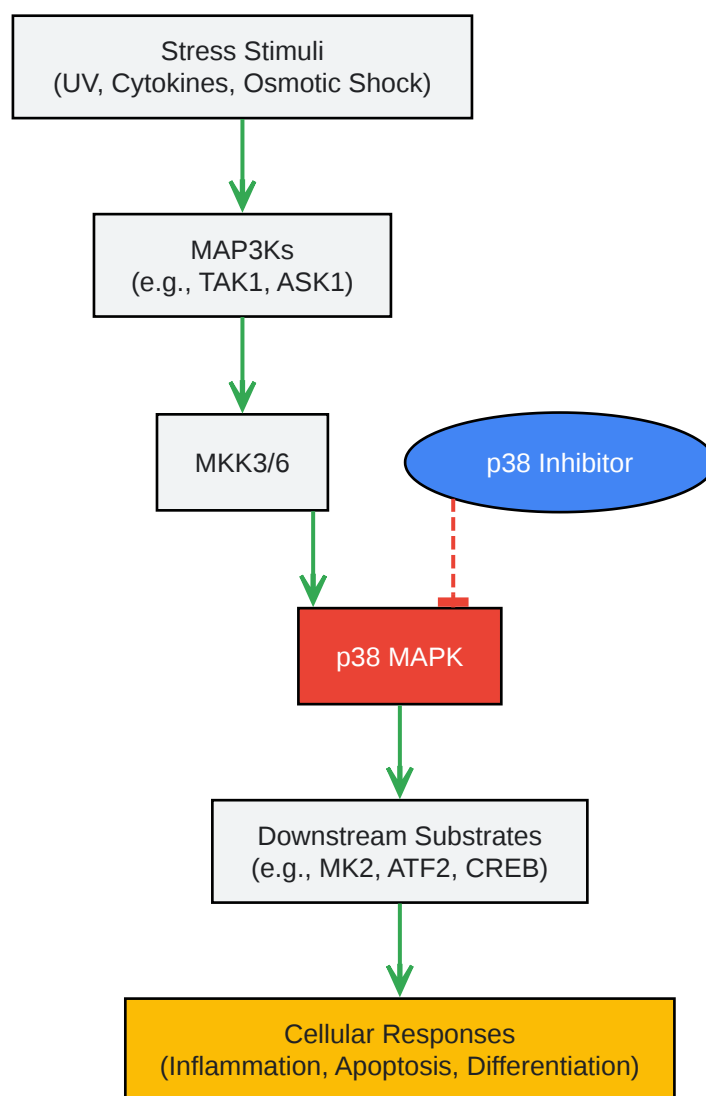 Stress Stimuli
(UV, Cytokines, Osmotic Shock)
MAP3Ks
(e.g., TAK1, ASK1)
MKK3/6
p38 Inhibitor
p38 MAPK
Downstream Substrates
(e.g., MK2, ATF2, CREB)
Cellular Responses
(Inflammation, Apoptosis, Differentiation)